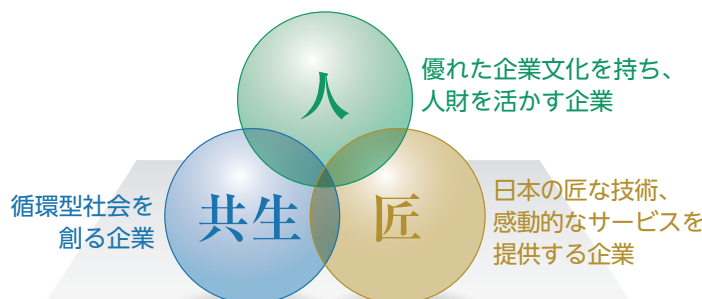 人
優れた企業文化を持ち、
人財を活かす企業
循環型社会を
創る企業
共生
匠
日本の匠な技術、
感動的なサービスを
提供する企業